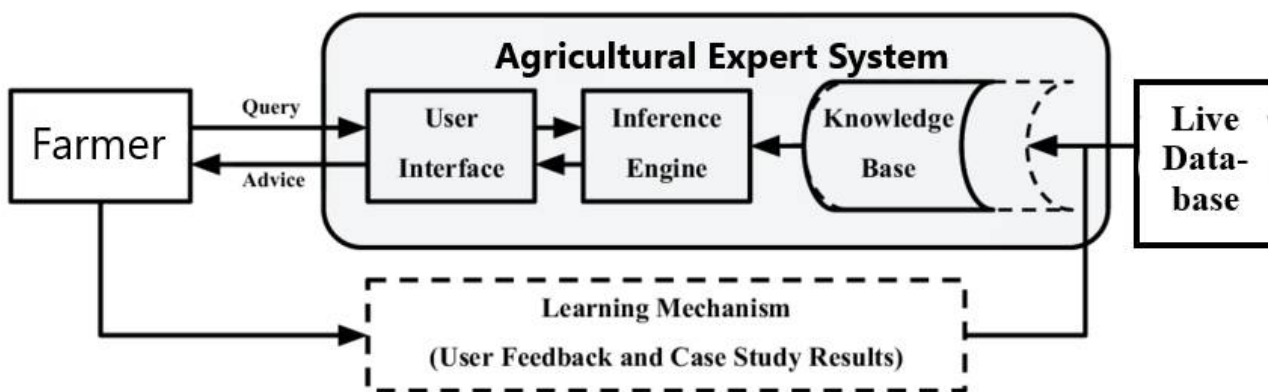 Agricultural Expert System
Farmer
Query
Advice
User
Interface
Inference
Engine
Knowledge
Base
Live
Data-
base
Learning Mechanism
(User Feedback and Case Study Results)